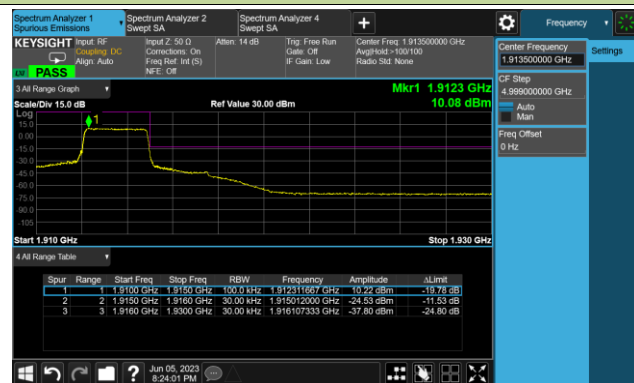 Spectrum Analyzer 1
Spurious Emissions
Spectrum Analyzer 2
Swept SA
Spectrum Analyzer 4
Swept SA
Frequency
KEYSIGHT
Input: RF
Coupling: DC
Align: Auto
Input Z: 50 Ω
Corrections: On
Freq Ref: Int (S)
NFE: Off
Atten: 14 dB
Trig: Free Run
Gate: Off
IF Gain: Low
Center Freq: 1.913500000 GHz
Avg|Hold:>100/100
Radio Std: None
PASS
Center Frequency
1.913500000 GHz
Settings
CF Step
4.999000000 GHz
Auto
Man
Freq Offset
0 Hz
3 All Range Graph
Mkr1 1.9123 GHz
Scale/Div 15.0 dB
Ref Value 30.00 dBm
10.08 dBm
Log
1
15.0
0.00
-15.0
-30.0
-45.0
-60.0
-75.0
-90.0
-105
Start 1.910 GHz
Stop 1.930 GHz
4 All Range Table
Spur Range Start Freq Stop Freq RBW Frequency Amplitude ΔLimit
1 1 1.9100 GHz 1.9150 GHz 100.0 kHz 1.912311667 GHz 10.22 dBm -19.78 dB
2 2 1.9150 GHz 1.9160 GHz 30.00 kHz 1.915012000 GHz -24.53 dBm -11.53 dB
3 3 1.9160 GHz 1.9300 GHz 30.00 kHz 1.916107333 GHz -37.80 dBm -24.80 dB
?
Jun 05, 2023
8:24:01 PM